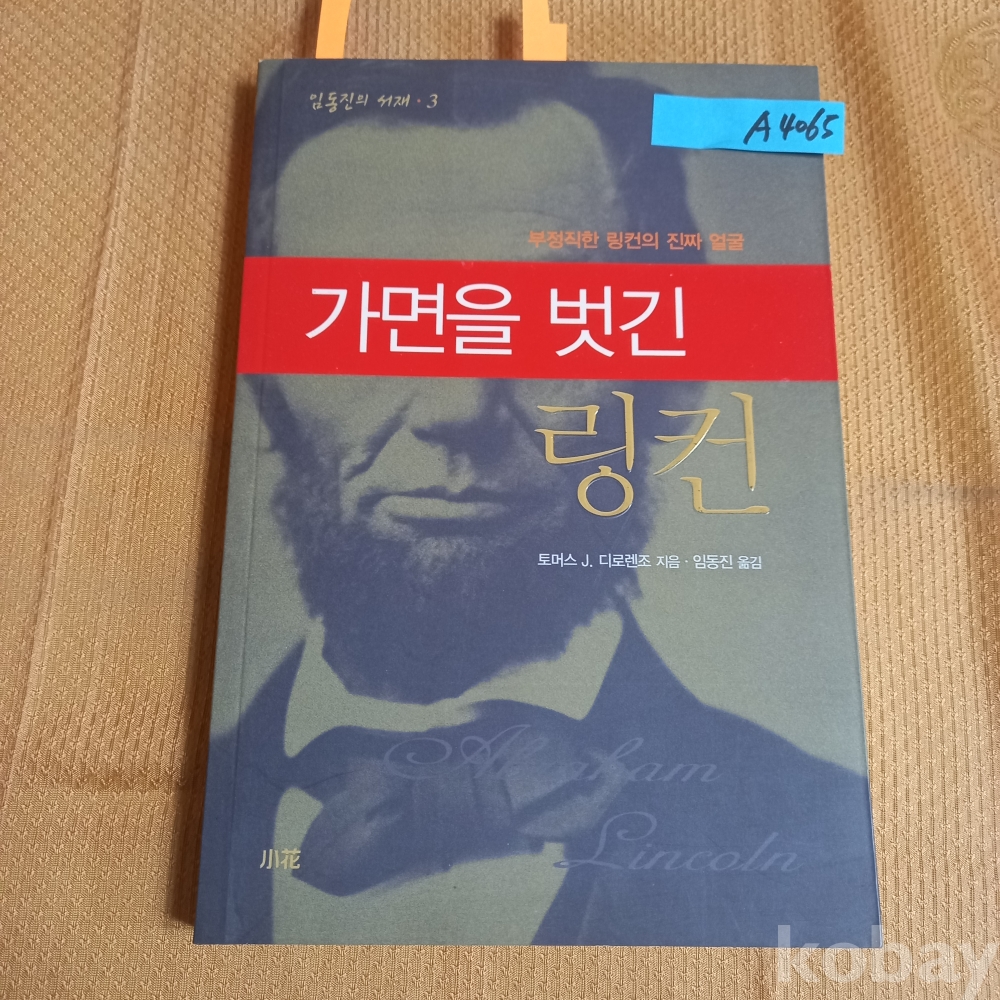 임동진의 서재 · 3
A4065
부정직한 링컨의 진짜 얼굴
가면을 벗긴
링컨
토머스 J. 디로렌조 지음 · 임동진 옮김
Abraham
Lincoln
小花
kobay